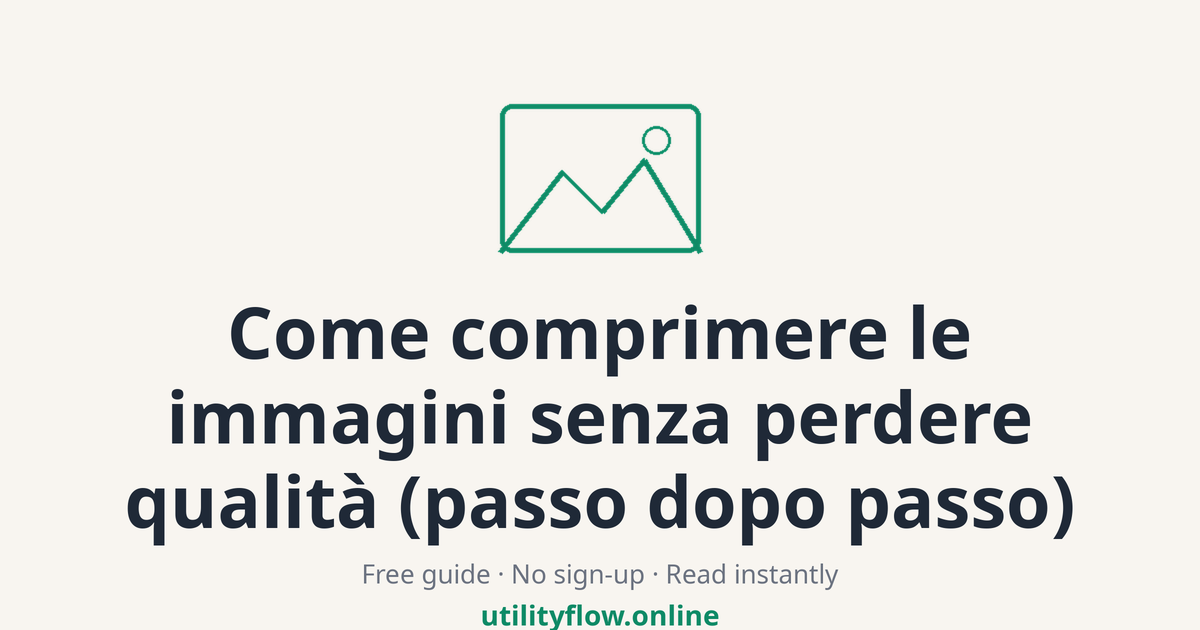 Come comprimere le
immagini senza perdere
qualità (passo dopo passo)
Free guide · No sign-up · Read instantly
utilityflow.online